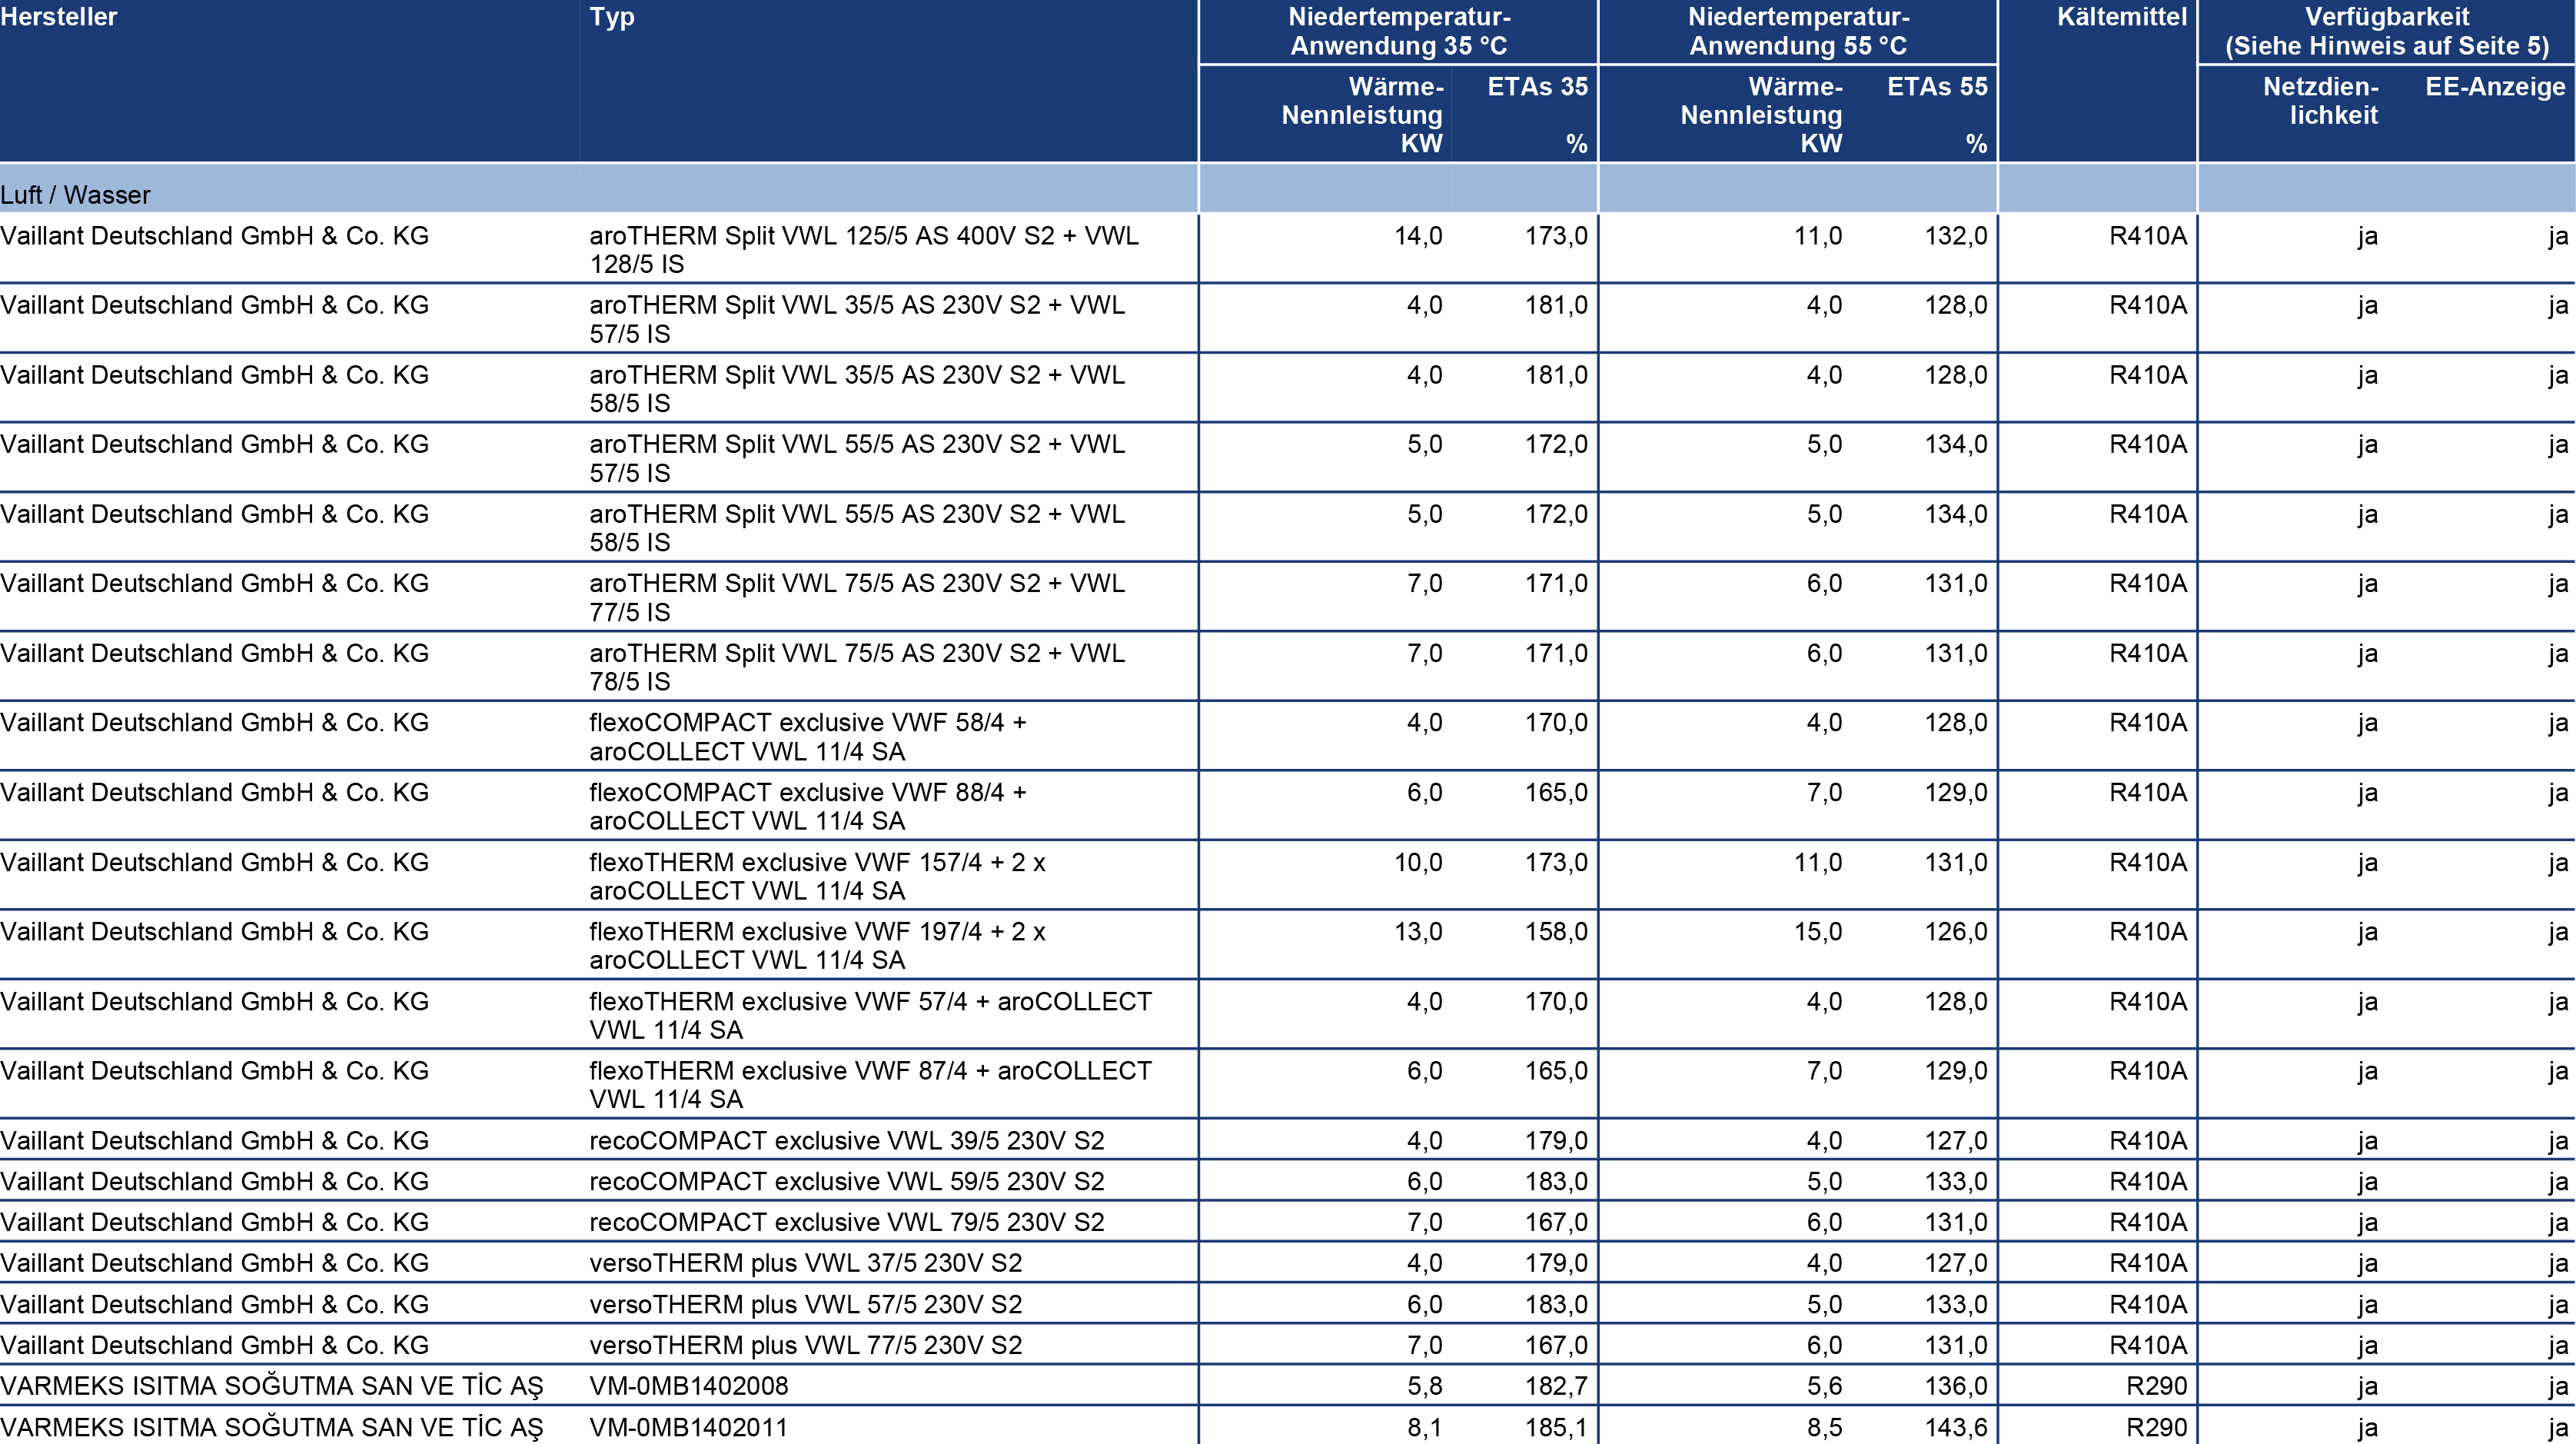 Hersteller Typ Niedertemperatur- Niedertemperatur- Kältemittel Verfügbarkeit
Anwendung 35 °C Anwendung 55 °C (Siehe Hinweis auf Seite 5)
Wärme- ETAs 35 Wärme- ETAs 55 Netzdien- EE-Anzeige
Nennleistung Nennleistung lichkeit
KW % KW %
Luft / Wasser
Vaillant Deutschland GmbH & Co. KG aroTHERM Split VWL 125/5 AS 400V S2 + VWL 14,0 173,0 11,0 132,0 R410A ja ja
128/5 IS
Vaillant Deutschland GmbH & Co. KG aroTHERM Split VWL 35/5 AS 230V S2 + VWL 4,0 181,0 4,0 128,0 R410A ja ja
57/5 IS
Vaillant Deutschland GmbH & Co. KG aroTHERM Split VWL 35/5 AS 230V S2 + VWL 4,0 181,0 4,0 128,0 R410A ja ja
58/5 IS
Vaillant Deutschland GmbH & Co. KG aroTHERM Split VWL 55/5 AS 230V S2 + VWL 5,0 172,0 5,0 134,0 R410A ja ja
57/5 IS
Vaillant Deutschland GmbH & Co. KG aroTHERM Split VWL 55/5 AS 230V S2 + VWL 5,0 172,0 5,0 134,0 R410A ja ja
58/5 IS
Vaillant Deutschland GmbH & Co. KG aroTHERM Split VWL 75/5 AS 230V S2 + VWL 7,0 171,0 6,0 131,0 R410A ja ja
77/5 IS
Vaillant Deutschland GmbH & Co. KG aroTHERM Split VWL 75/5 AS 230V S2 + VWL 7,0 171,0 6,0 131,0 R410A ja ja
78/5 IS
Vaillant Deutschland GmbH & Co. KG flexoCOMPACT exclusive VWF 58/4 + 4,0 170,0 4,0 128,0 R410A ja ja
aroCOLLECT VWL 11/4 SA
Vaillant Deutschland GmbH & Co. KG flexoCOMPACT exclusive VWF 88/4 + 6,0 165,0 7,0 129,0 R410A ja ja
aroCOLLECT VWL 11/4 SA
Vaillant Deutschland GmbH & Co. KG flexoTHERM exclusive VWF 157/4 + 2 x 10,0 173,0 11,0 131,0 R410A ja ja
aroCOLLECT VWL 11/4 SA
Vaillant Deutschland GmbH & Co. KG flexoTHERM exclusive VWF 197/4 + 2 x 13,0 158,0 15,0 126,0 R410A ja ja
aroCOLLECT VWL 11/4 SA
Vaillant Deutschland GmbH & Co. KG flexoTHERM exclusive VWF 57/4 + aroCOLLECT 4,0 170,0 4,0 128,0 R410A ja ja
VWL 11/4 SA
Vaillant Deutschland GmbH & Co. KG flexoTHERM exclusive VWF 87/4 + aroCOLLECT 6,0 165,0 7,0 129,0 R410A ja ja
VWL 11/4 SA
Vaillant Deutschland GmbH & Co. KG recoCOMPACT exclusive VWL 39/5 230V S2 4,0 179,0 4,0 127,0 R410A ja ja
Vaillant Deutschland GmbH & Co. KG recoCOMPACT exclusive VWL 59/5 230V S2 6,0 183,0 5,0 133,0 R410A ja ja
Vaillant Deutschland GmbH & Co. KG recoCOMPACT exclusive VWL 79/5 230V S2 7,0 167,0 6,0 131,0 R410A ja ja
Vaillant Deutschland GmbH & Co. KG versoTHERM plus VWL 37/5 230V S2 4,0 179,0 4,0 127,0 R410A ja ja
Vaillant Deutschland GmbH & Co. KG versoTHERM plus VWL 57/5 230V S2 6,0 183,0 5,0 133,0 R410A ja ja
Vaillant Deutschland GmbH & Co. KG versoTHERM plus VWL 77/5 230V S2 7,0 167,0 6,0 131,0 R410A ja ja
VARMEKS ISITMA SOĞUTMA SAN VE TİC AŞ VM-0MB1402008 5,8 182,7 5,6 136,0 R290 ja ja
VARMEKS ISITMA SOĞUTMA SAN VE TİC AŞ VM-0MB1402011 8,1 185,1 8,5 143,6 R290 ja ja